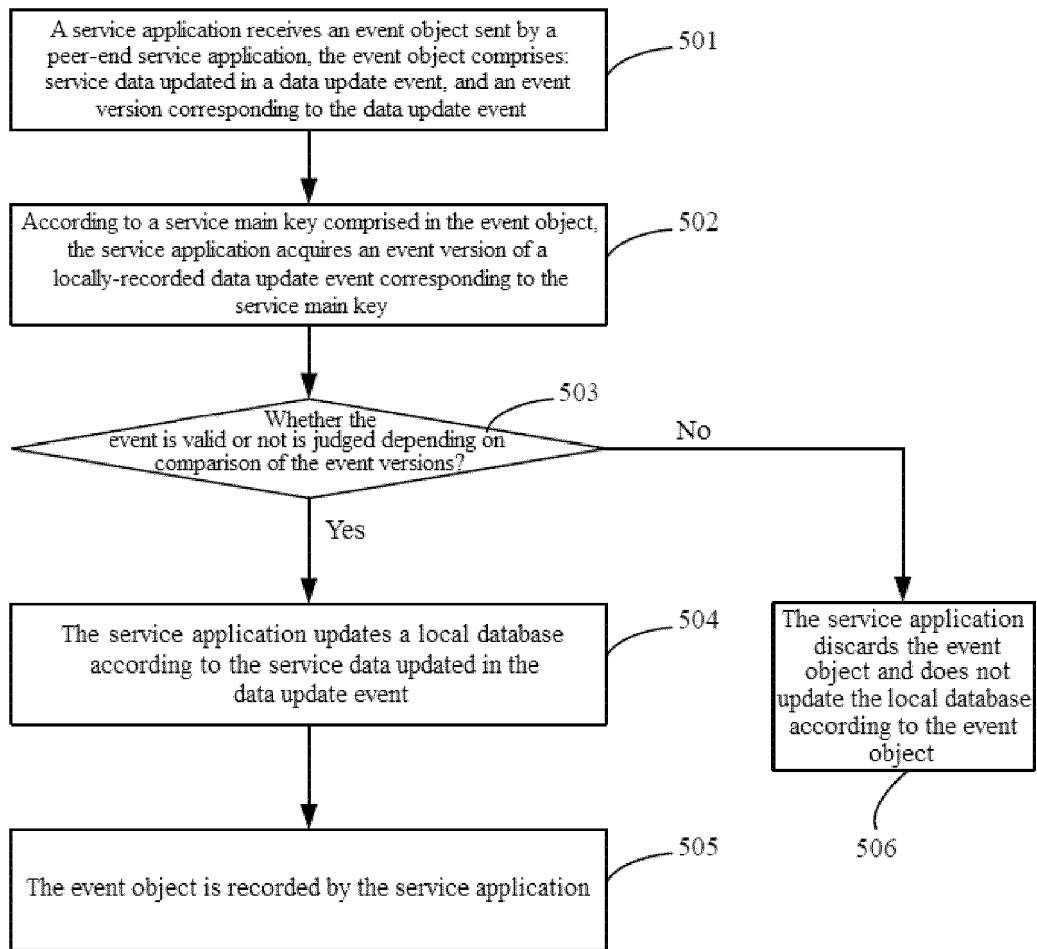 A service application receives an event object sent by a
peer-end service application, the event object comprises:
service data updated in a data update event, and an event
version corresponding to the data update event
501
According to a service main key comprised in the event object,
the service application acquires an event version of a
locally-recorded data update event corresponding to the
service main key
502
503
Whether the
event is valid or not is judged depending on
comparison of the event versions?
No
Yes
The service application updates a local database
according to the service data updated in the
data update event
504
The service application
discards the event
object and does not
update the local database
according to the event
object
506
The event object is recorded by the service application
505